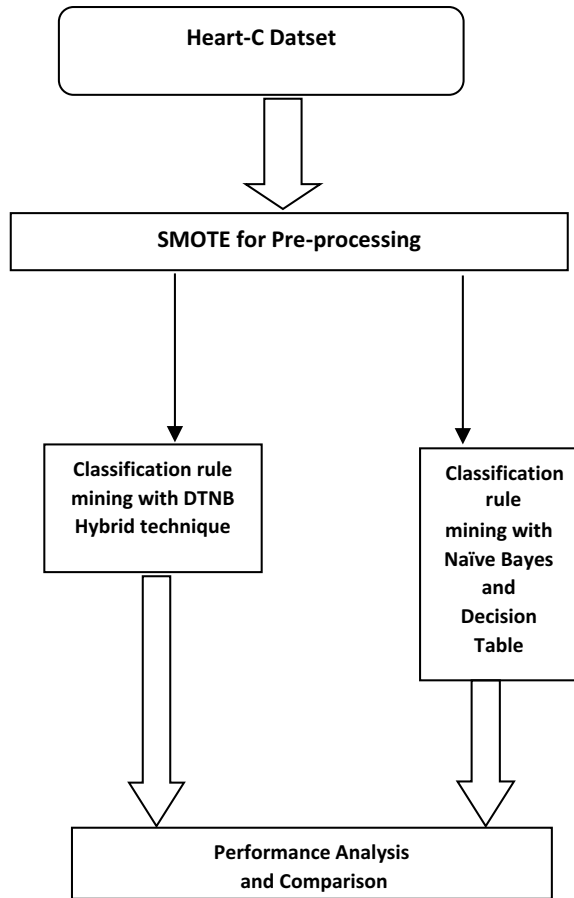 Heart-C Datset
SMOTE for Pre-processing
Classification rule
mining with DTNB
Hybrid technique
Classification
rule
mining with
Naïve Bayes
and
Decision
Table
Performance Analysis
and Comparison